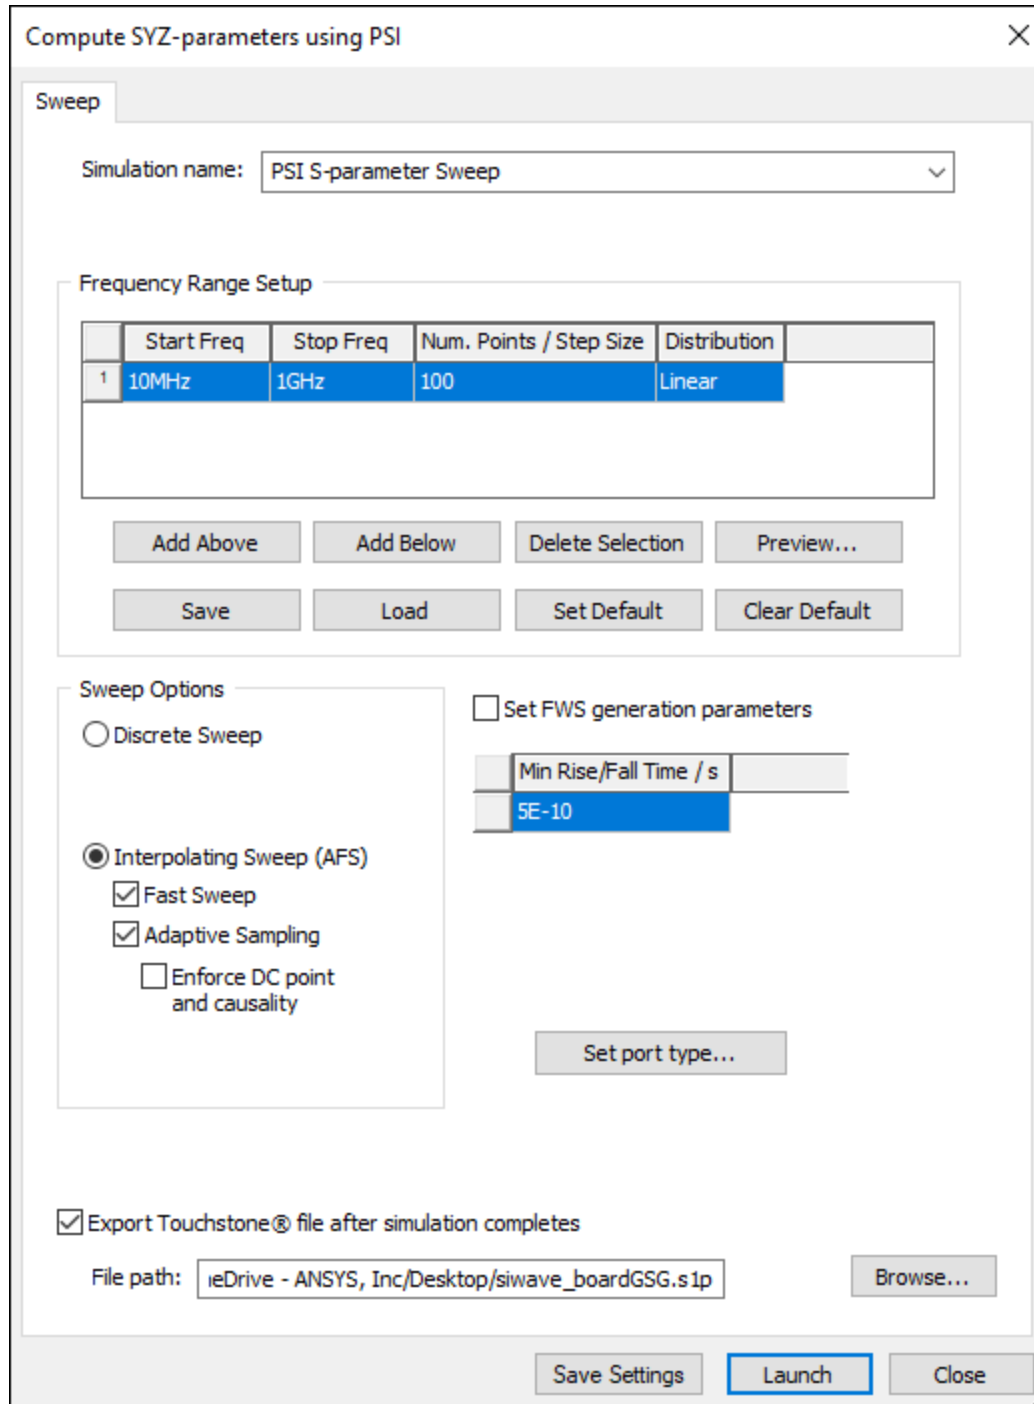 Compute SYZ-parameters using PSI
Sweep
Simulation name: PSI S-parameter Sweep
Frequency Range Setup
Start Freq Stop Freq Num. Points / Step Size Distribution
1 10MHz 1GHz 100 Linear
Add Above Add Below Delete Selection Preview...
Save Load Set Default Clear Default
Sweep Options
Discrete Sweep
Interpolating Sweep (AFS)
Fast Sweep
Adaptive Sampling
Enforce DC point
and causality
Set FWS generation parameters
Min Rise/Fall Time / s
5E-10
Set port type...
Export Touchstone® file after simulation completes
File path: eDrive - ANSYS, Inc/Desktop/siwave_boardGSG.s1p Browse...
Save Settings Launch Close